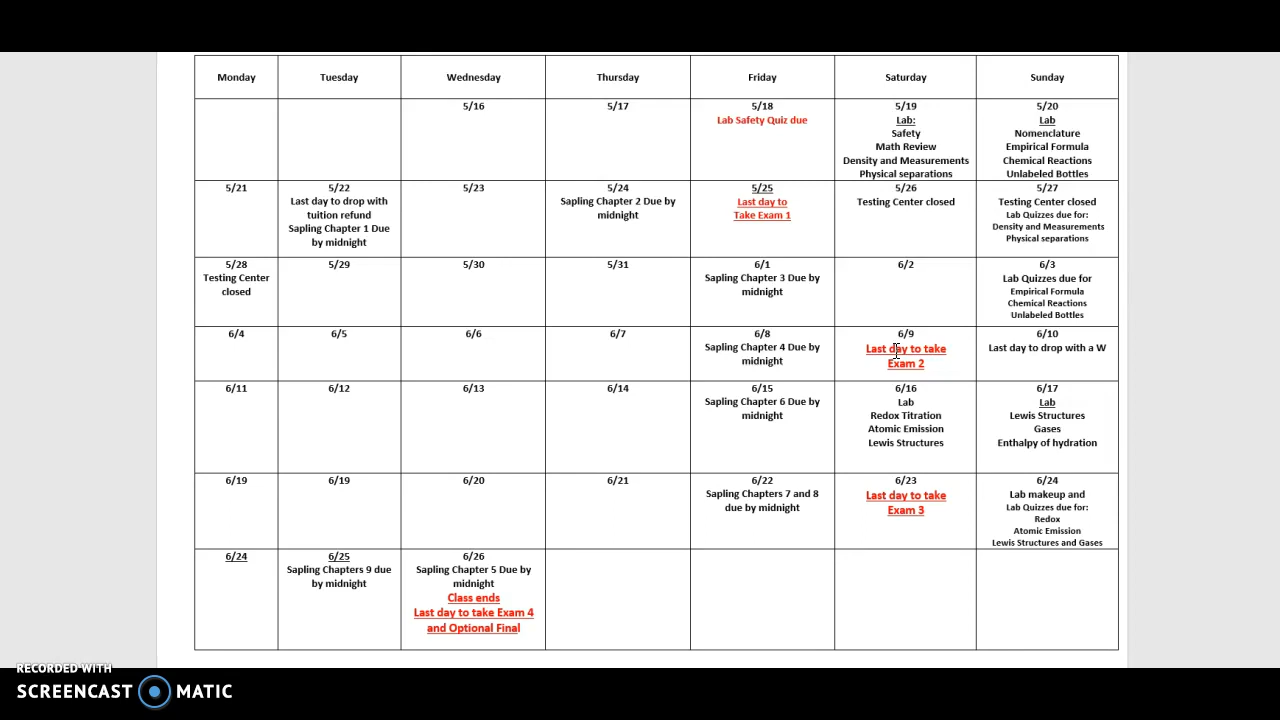 Monday
Tuesday
Wednesday
Thursday
Friday
Saturday
Sunday
5/16
5/17
5/18
Lab Safety Quiz due
5/19
Lab:
Safety
Math Review
Density and Measurements
Physical separations
5/20
Lab
Nomenclature
Empirical Formula
Chemical Reactions
Unlabeled Bottles
5/21
5/22
Last day to drop with
tuition refund
Sapling Chapter 1 Due
by midnight
5/23
5/24
Sapling Chapter 2 Due by
midnight
5/25
Last day to
Take Exam 1
5/26
Testing Center closed
5/27
Testing Center closed
Lab Quizzes due for:
Density and Measurements
Physical separations
5/28
Testing Center
closed
5/29
5/30
5/31
6/1
Sapling Chapter 3 Due by
midnight
6/2
6/3
Lab Quizzes due for
Empirical Formula
Chemical Reactions
Unlabeled Bottles
6/4
6/5
6/6
6/7
6/8
Sapling Chapter 4 Due by
midnight
6/9
Last day to take
Exam 2
6/10
Last day to drop with a W
6/11
6/12
6/13
6/14
6/15
Sapling Chapter 6 Due by
midnight
6/16
Lab
Redox Titration
Atomic Emission
Lewis Structures
6/17
Lab
Lewis Structures
Gases
Enthalpy of hydration
6/19
6/19
6/20
6/21
6/22
Sapling Chapters 7 and 8
due by midnight
6/23
Last day to take
Exam 3
6/24
Lab makeup and
Lab Quizzes due for:
Redox
Atomic Emission
Lewis Structures and Gases
6/24
6/25
Sapling Chapters 9 due
by midnight
6/26
Sapling Chapter 5 Due by
midnight
Class ends
Last day to take Exam 4
and Optional Final
RECORDED WITH
SCREENCAST MATIC